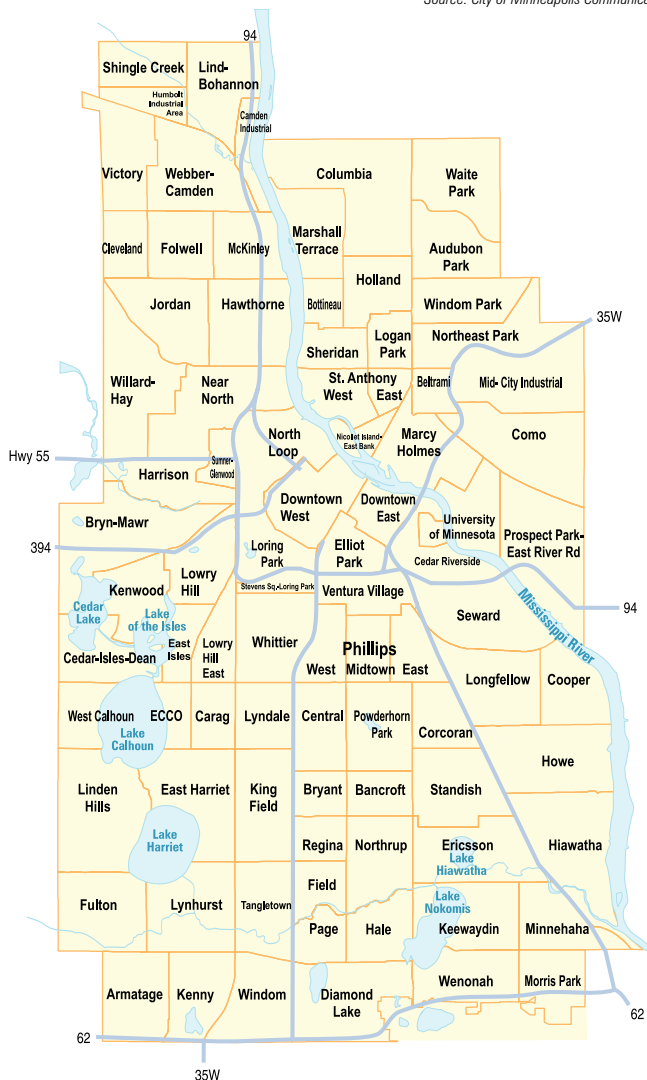 Source: City of Minneapolis Communica
94
Shingle Creek
Lind-
Bohannon
Humbolt
Industrial
Area
Camden
Industrial
Victory
Webber-
Camden
Columbia
Waite
Park
Cleveland
Folwell
McKinley
Marshall
Terrace
Audubon
Park
Holland
Jordan
Hawthorne
Bottineau
Windom Park
35W
Logan
Park
Northeast Park
Sheridan
Willard-
Hay
Near
North
St. Anthony
West
East
Beltrami
Mid- City Industrial
North
Loop
Nicollet Island-
East Bank
Marcy
Holmes
Como
Hwy 55
Sumner-
Glenwood
Harrison
Downtown
West
Downtown
East
Bryn-Mawr
University
of Minnesota
Prospect Park-
East River Rd
394
Loring
Park
Elliot
Park
Cedar Riverside
Kenwood
Lowry
Hill
Stevens Sq.-Loring Park
Ventura Village
94
Cedar
Lake
Lake
of the Isles
Seward
Mississippi River
East
Isles
Lowry
Hill
East
Whittier
Phillips
Cedar-Isles-Dean
West
Midtown
East
Longfellow
Cooper
West Calhoun
ECCO
Carag
Lyndale
Central
Powderhorn
Park
Corcoran
Lake
Calhoun
Howe
Linden
Hills
East Harriet
King
Field
Bryant
Bancroft
Standish
Lake
Harriet
Regina
Northrup
Ericsson
Hiawatha
Lake
Hiawatha
Field
Fulton
Lynhurst
Tangletown
Lake
Nokomis
Page
Hale
Keewaydin
Minnehaha
Armatage
Kenny
Windom
Diamond
Lake
Wenonah
Morris Park
62
62
35W